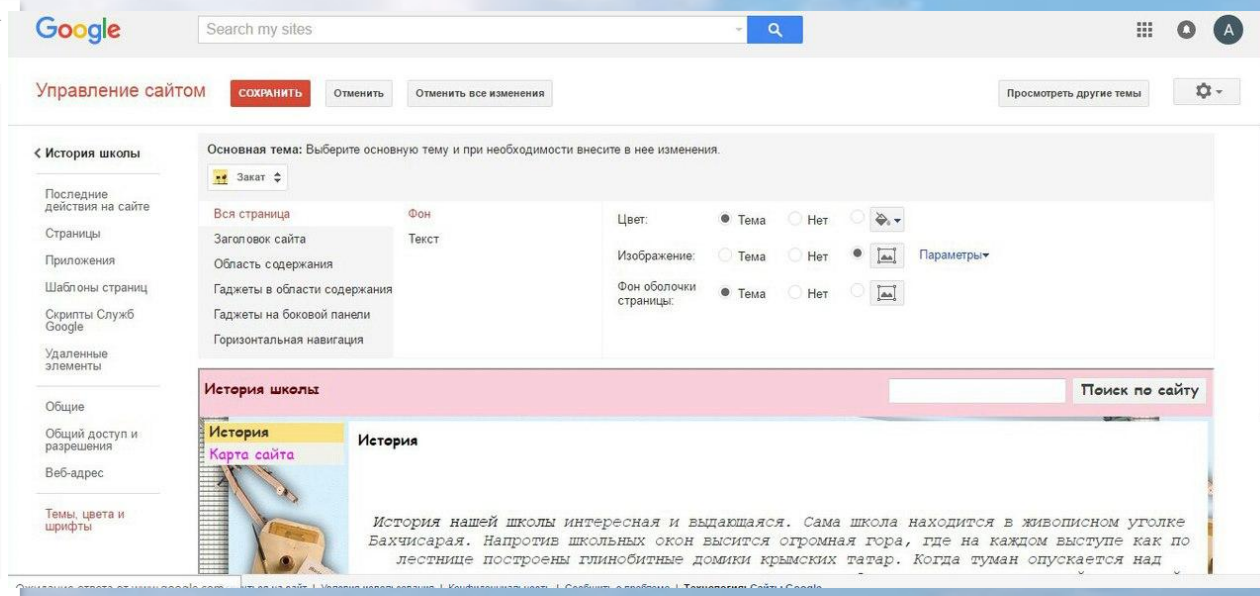 Google
Search my sites
A
Управление сайтом
СОХРАНИТЬ
Отменить
Отменить все изменения
Просмотреть другие темы
История школы
Последние
действия на сайте
Страницы
Приложения
Шаблоны страниц
Скрипты Служб
Google
Удаленные
элементы
Общие
Общий доступ и
разрешения
Веб-адрес
Темы, цвета и
шрифты
Основная тема: Выберите основную тему и при необходимости внесите в нее изменения.
Закат
Вся страница
Заголовок сайта
Область содержания
Гаджеты в области содержания
Гаджеты на боковой панели
Горизонтальная навигация
Фон
Текст
Цвет: Тема Нет
Изображение: Тема Нет Параметры
Фон оболочки
страницы: Тема Нет
История школы
Поиск по сайту
История
Карта сайта
История
История нашей школы интересная и выдающаяся. Сама школа находится в живописном уголке
Бахчисарая. Напротив школьных окон высится огромная гора, где на каждом выступе как по
лестнице построены глинобитные домики крымских татар. Когда туман опускается над